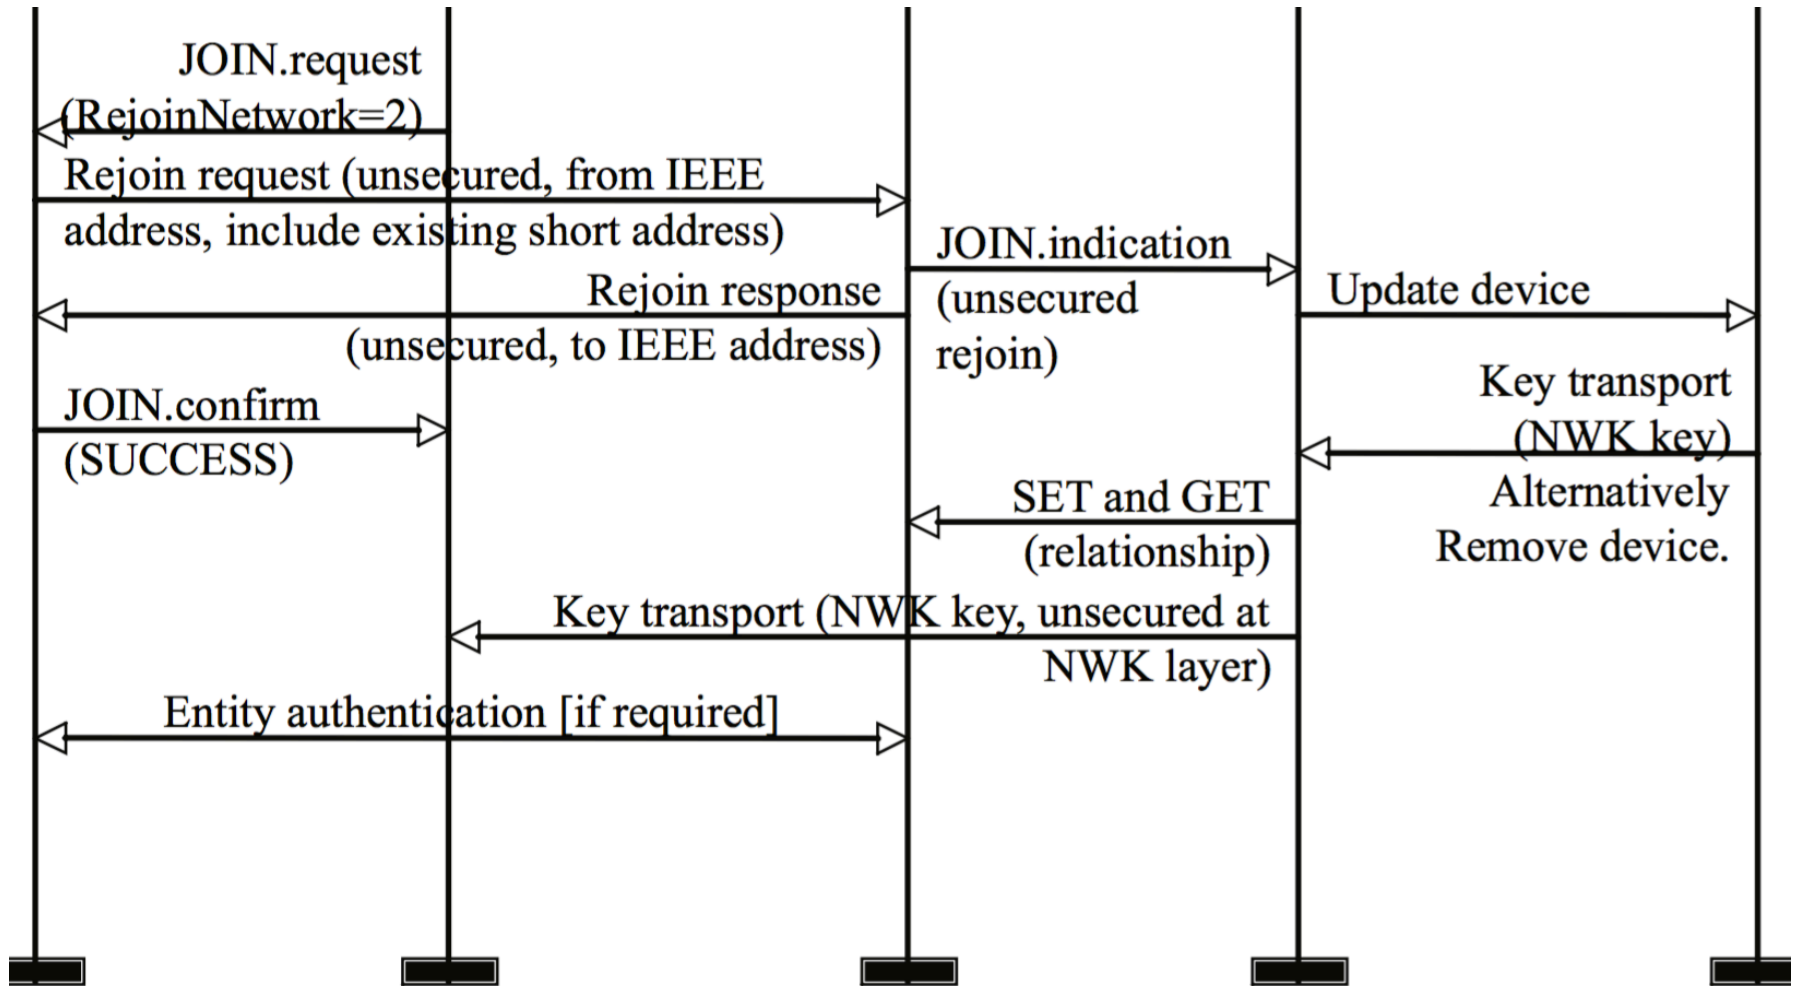 JOIN.request
(RejoinNetwork=2)
Rejoin request (unsecured, from IEEE
address, include existing short address)
JOIN.indication
(unsecured
rejoin)
Rejoin response
(unsecured, to IEEE address)
Update device
JOIN.confirm
(SUCCESS)
Key transport
(NWK key)
Alternatively
Remove device.
SET and GET
(relationship)
Key transport (NWK key, unsecured at
NWK layer)
Entity authentication [if required]